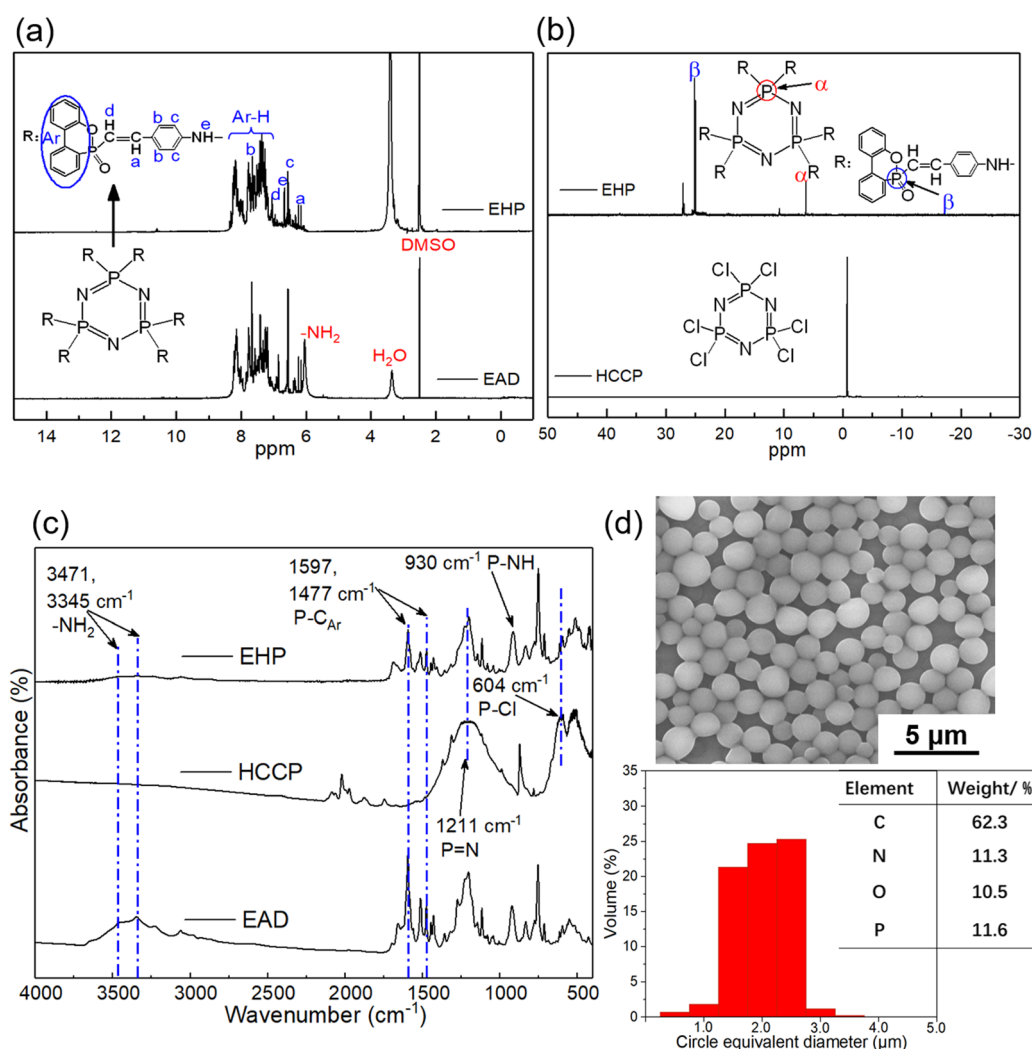 (a)
R:
Ar
d
H
O
P
O
H
a
b
c
b
c
e
NH
Ar-H
b
c
e
d
a
EHP
DMSO
R
R
P
N
N
R
R
P
P
R
R
N
-NH₂
H₂O
EAD
15 14 12 10 8 6 4 2 0
ppm
(b)
β
R
R
P
α
N
N
R
R
P
P
R
R
N
α
R:
O
P
O
H
H
NH-
β
EHP
Cl
Cl
P
N
N
Cl
Cl
P
P
Cl
Cl
N
HCCP
50 40 30 20 10 0 -10 -20 -30
ppm
(c)
3471,
3345 cm⁻¹
-NH₂
1597,
1477 cm⁻¹
P-C_Ar
930 cm⁻¹ P-NH
EHP
604 cm⁻¹
P-Cl
HCCP
1211 cm⁻¹
P=N
EAD
Absorbance (%)
4000 3500 3000 2500 2000 1500 1000 500
Wavenumber (cm⁻¹)
(d)
5 μm
Volume (%)
35
30
25
20
15
10
5
0
Element Weight/ %
C 62.3
N 11.3
O 10.5
P 11.6
1.0 2.0 3.0 4.0 5.0
Circle equivalent diameter (μm)